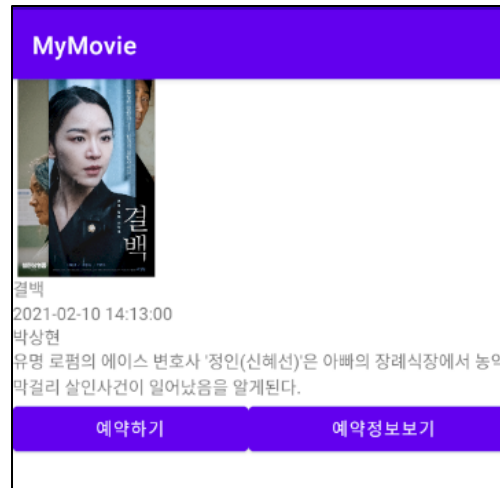 MyMovie
결백
결백
2021-02-10 14:13:00
박상현
유명 로펌의 에이스 변호사 '정인(신혜선)'은 아빠의 장례식장에서 농약
막걸리 살인사건이 일어났음을 알게된다.
예약하기 예약정보보기